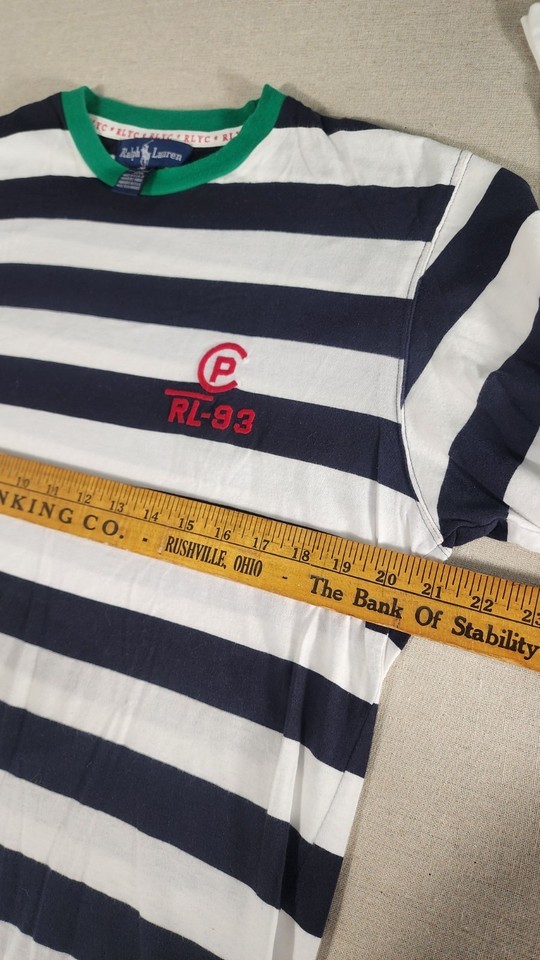 YC * RLYC * RLYC * RLYC * R
Ralph Lauren
CP
RL-93
10 11 12 13 14 15 16 17 18 19 20 21 22 23
NKING CO. - RUSHVILLE, OHIO - The Bank Of Stability